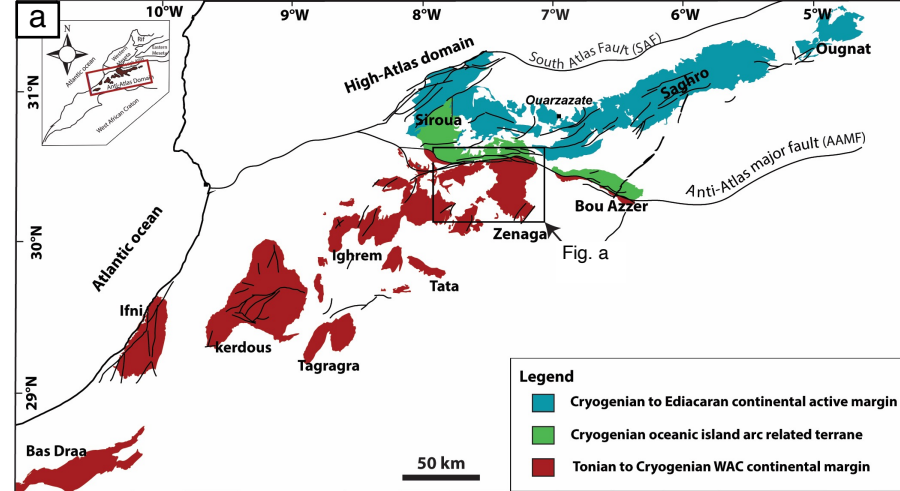 a
10°W
9°W
8°W
7°W
6°W
5°W
N
Rif
Atlantic ocean
Anti-Atlas Domain
West African Craton
31°N
30°N
29°N
High-Atlas domain
South Atlas Fault (SAF)
Ougnat
Saghro
Ouarzazate
Siroua
Anti-Atlas major fault (AAMF)
Bou Azzer
Zenaga
Fig. a
Atlantic ocean
Ighrem
Tata
Ifni
kerdous
Tagragra
Bas Draa
50 km
Legend
Cryogenian to Ediacaran continental active margin
Cryogenian oceanic island arc related terrane
Tonian to Cryogenian WAC continental margin